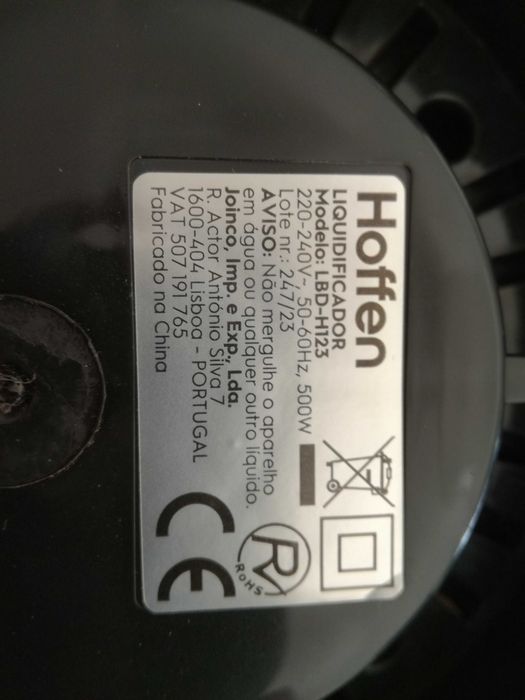 Hoffen
LIQUIDIFICADOR
Modelo: LBD-H123
220-240V~ 50-60Hz, 500W
Lote nr.: 247/23
AVISO: Não mergulhe o aparelho
em água ou qualquer outro líquido.
Joinco, Imp. e Exp., Lda.
R. Actor António Silva 7
1600-404 Lisboa - PORTUGAL
VAT 507 191 765
Fabricado na China
R
RoHS
CE